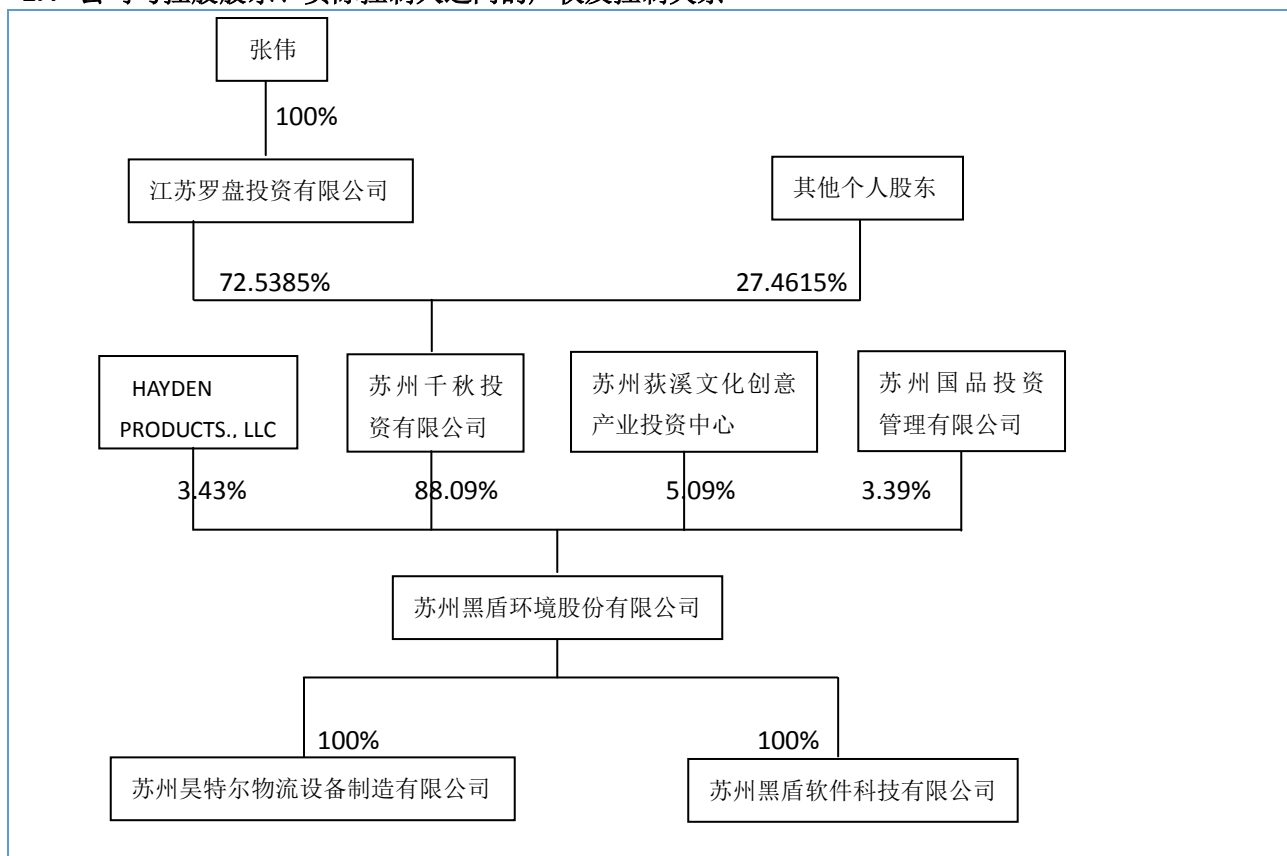 张伟
100%
江苏罗盘投资有限公司
其他个人股东
72.5385%
27.4615%
HAYDEN
PRODUCTS., LLC
苏州千秋投
资有限公司
苏州荻溪文化创意
产业投资中心
苏州国品投资
管理有限公司
3.43%
88.09%
5.09%
3.39%
苏州黑盾环境股份有限公司
100%
100%
苏州昊特尔物流设备制造有限公司
苏州黑盾软件科技有限公司